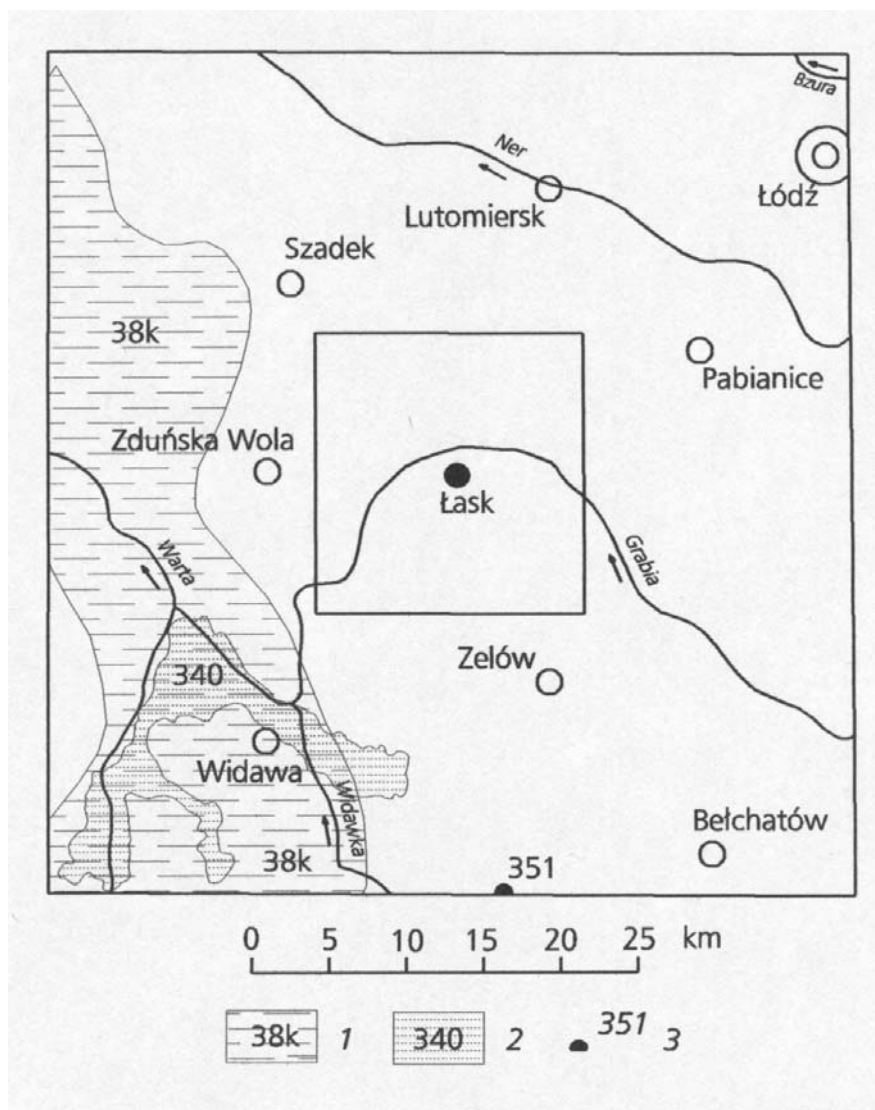 Bzura
Ner
Łódź
Lutomiersk
Szadek
38k
Pabianice
Zduńska Wola
Łask
Warta
Grabia
Zelów
340
Widawa
Widawka
Bełchatów
38k
351
0 5 10 15 20 25 km
38k 1 340 2 351 3